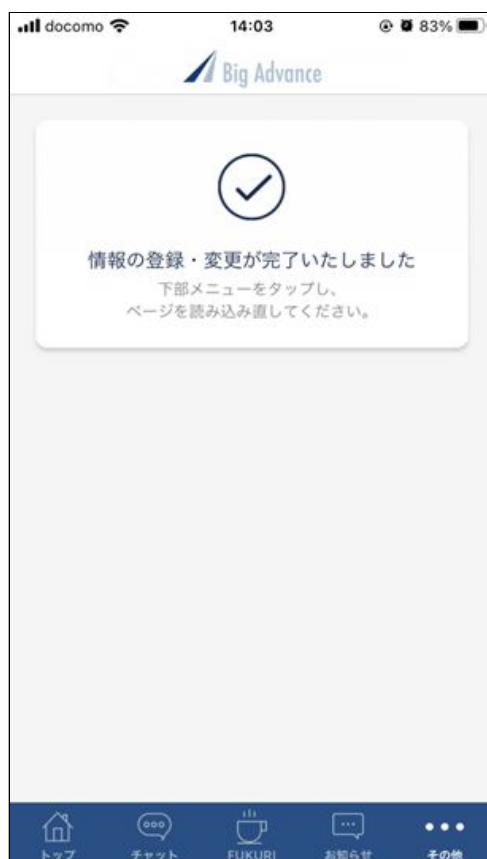 docomo 14:03 83%
Big Advance
情報の登録・変更が完了いたしました
下部メニューをタップし、
ページを読み込み直してください。
トップ チャット FUKURI お知らせ その他